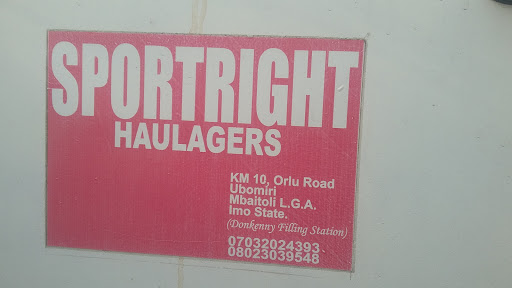 SPORTRIGHT
HAULAGERS
KM 10, Orlu Road
Ubomiri
Mbaitoli L.G.A.
Imo State.
(Donkenny Filling Station)
07032024393
08023039548